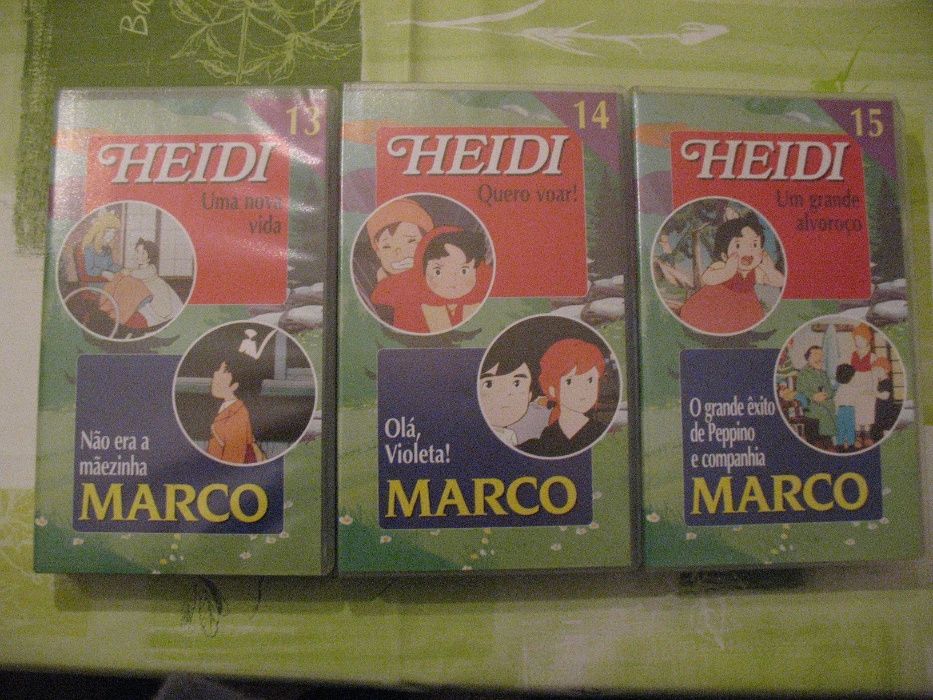 Ba
13
HEIDI
Uma nova
vida
Não era a
mãezinha
MARCO
14
HEIDI
Quero voar!
Olá,
Violeta!
MARCO
15
HEIDI
Um grande
alvoroço
O grande êxito
de Peppino
e companhia
MARCO